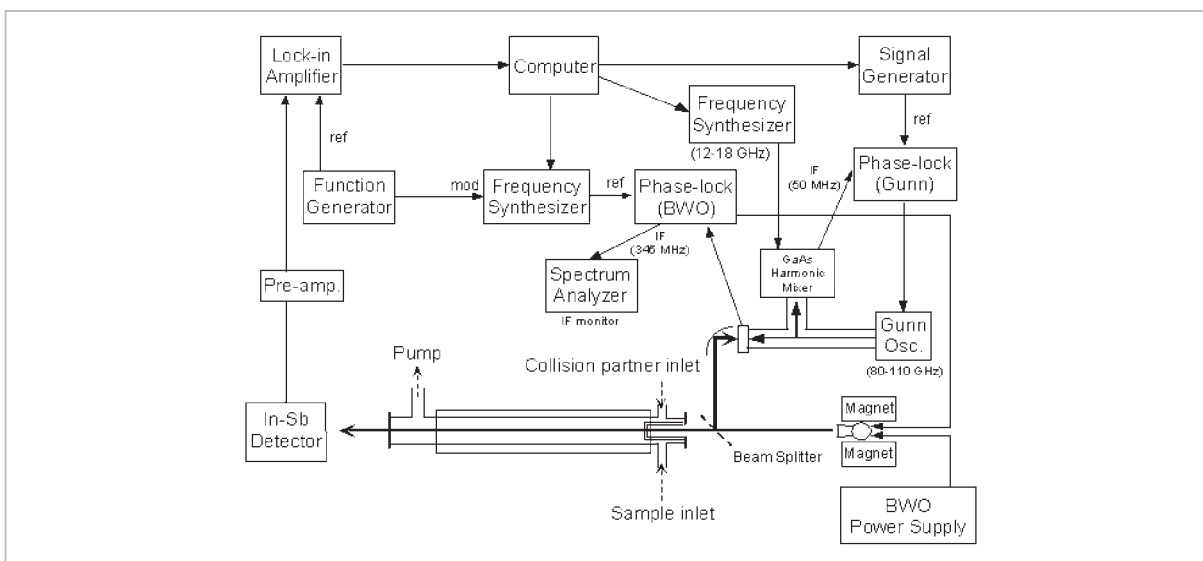 Lock-in
Amplifier
Computer
Signal
Generator
Frequency
Synthesizer
(12-18 GHz)
ref
ref
Phase-lock
(Gunn)
IF
(50 MHz)
Function
Generator
mod
Frequency
Synthesizer
ref
Phase-lock
(BWO)
IF
(345 MHz)
GaAs
Harmonic
Mixer
Spectrum
Analyzer
IF monitor
Pre-amp.
Gunn
Osc.
(80-110 GHz)
Pump
Collision partner inlet
In-Sb
Detector
Magnet
Magnet
Beam Splitter
Sample inlet
BWO
Power Supply